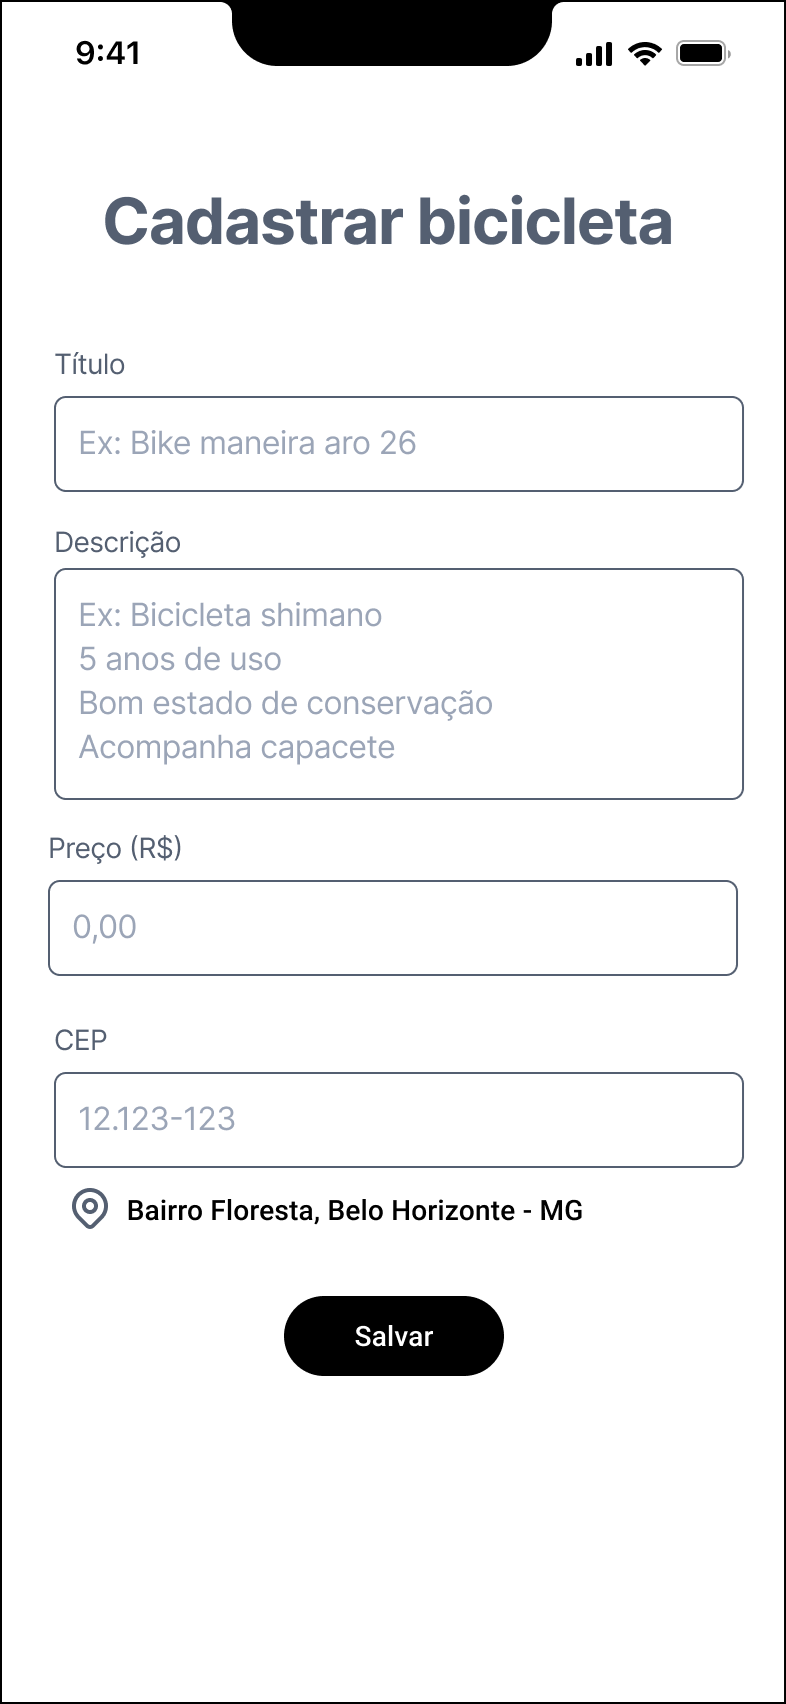 9:41
Cadastrar bicicleta
Título
Ex: Bike maneira aro 26
Descrição
Ex: Bicicleta shimano
5 anos de uso
Bom estado de conservação
Acompanha capacete
Preço (R$)
0,00
CEP
12.123-123
Bairro Floresta, Belo Horizonte - MG
Salvar